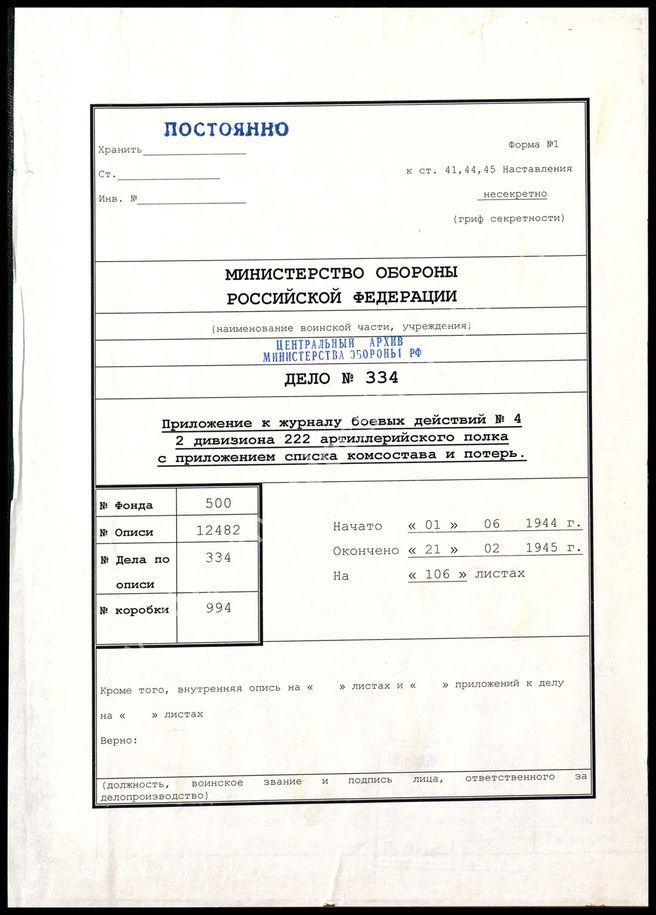 ПОСТОЯННО
Хранить
Форма №1
Ст.
к ст. 41,44,45 Наставления
Инв. №
несекретно
(гриф секретности)
МИНИСТЕРСТВО ОБОРОНЫ
РОССИЙСКОЙ ФЕДЕРАЦИИ
(наименование воинской части, учреждения)
ЦЕНТРАЛЬНЫЙ АРХИВ
МИНИСТЕРСТВА ОБОРОНЫ РФ
ДЕЛО № 334
Приложение к журналу боевых действий № 4
2 дивизиона 222 артиллерийского полка
с приложением списка комсостава и потерь.
№ Фонда 500
№ Описи 12482
№ Дела по 334
описи
№ коробки 994
Начато « 01 » 06 1944 г.
Окончено « 21 » 02 1945 г.
На « 106 » листах
Кроме того, внутренняя опись на « » листах и « » приложений к делу
на « » листах
Верно:
(должность, воинское звание и подпись лица, ответственного за
делопроизводство)